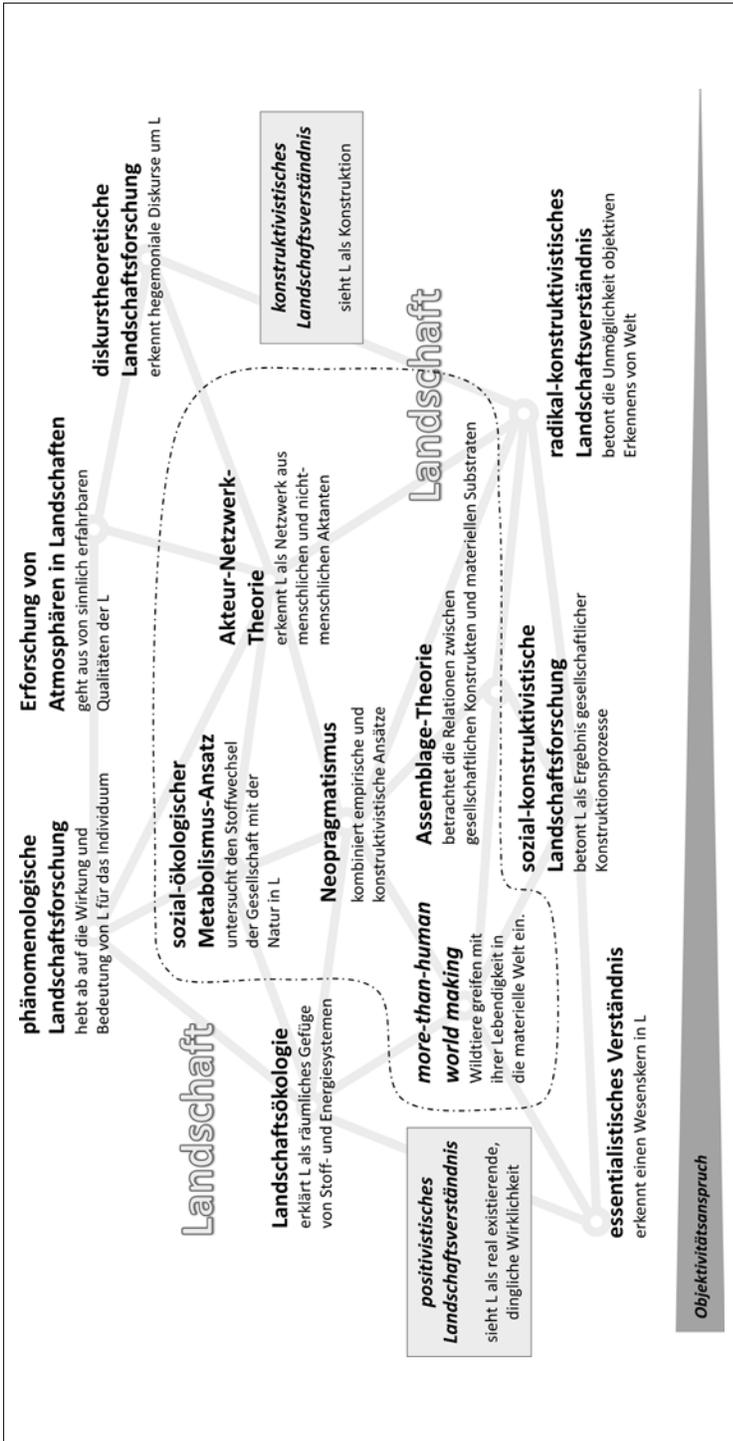 phänomenologische
Landschaftsforschung
hebt ab auf die Wirkung und
Bedeutung von L für das Individuum
Erforschung von
Atmosphären in Landschaften
geht aus von sinnlich erfahrbaren
Qualitäten der L
diskurstheoretische
Landschaftsforschung
erkennt hegemoniale Diskurse um L
Landschaft
sozial-ökologischer
Metabolismus-Ansatz
untersucht den Stoffwechsel
der Gesellschaft mit der
Natur in L
Akteur-Netzwerk-
Theorie
erkennt L als Netzwerk aus
menschlichen und nicht-
menschlichen Aktanten
konstruktivistisches
Landschaftsverständnis
sieht L als Konstruktion
Landschaftsökologie
erklärt L als räumliches Gefüge
von Stoff- und Energiesystemen
Neopragmatismus
kombiniert empirische und
konstruktivistische Ansätze
Landschaft
positivistisches
Landschaftsverständnis
sieht L als real existierende,
dingliche Wirklichkeit
more-than-human
world making
Wildtiere greifen mit
ihrer Lebendigkeit in
die materielle Welt ein.
Assemblage-Theorie
betrachtet die Relationen zwischen
gesellschaftlichen Konstrukten und materiellen Substraten
sozial-konstruktivistische
Landschaftsforschung
betont L als Ergebnis gesellschaftlicher
Konstruktionsprozesse
radikal-konstruktivistisches
Landschaftsverständnis
betont die Unmöglichkeit objektiven
Erkennens von Welt
essentialistisches Verständnis
erkennt einen Wesenskern in L
Objektivitätsanspruch